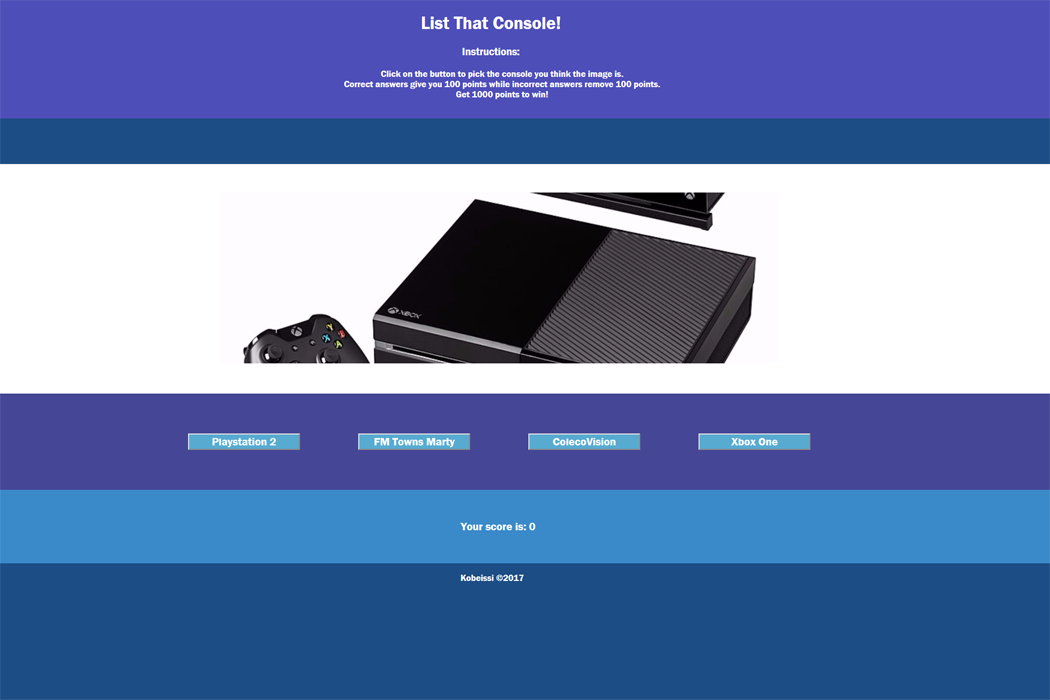 List That Console!
Instructions:
Click on the button to pick the console you think the image is.
Correct answers give you 100 points while incorrect answers remove 100 points.
Get 1000 points to win!
XBOX
Y
X
B
A
Playstation 2
FM Towns Marty
ColecoVision
Xbox One
Your score is: 0
Kobeissi ©2017